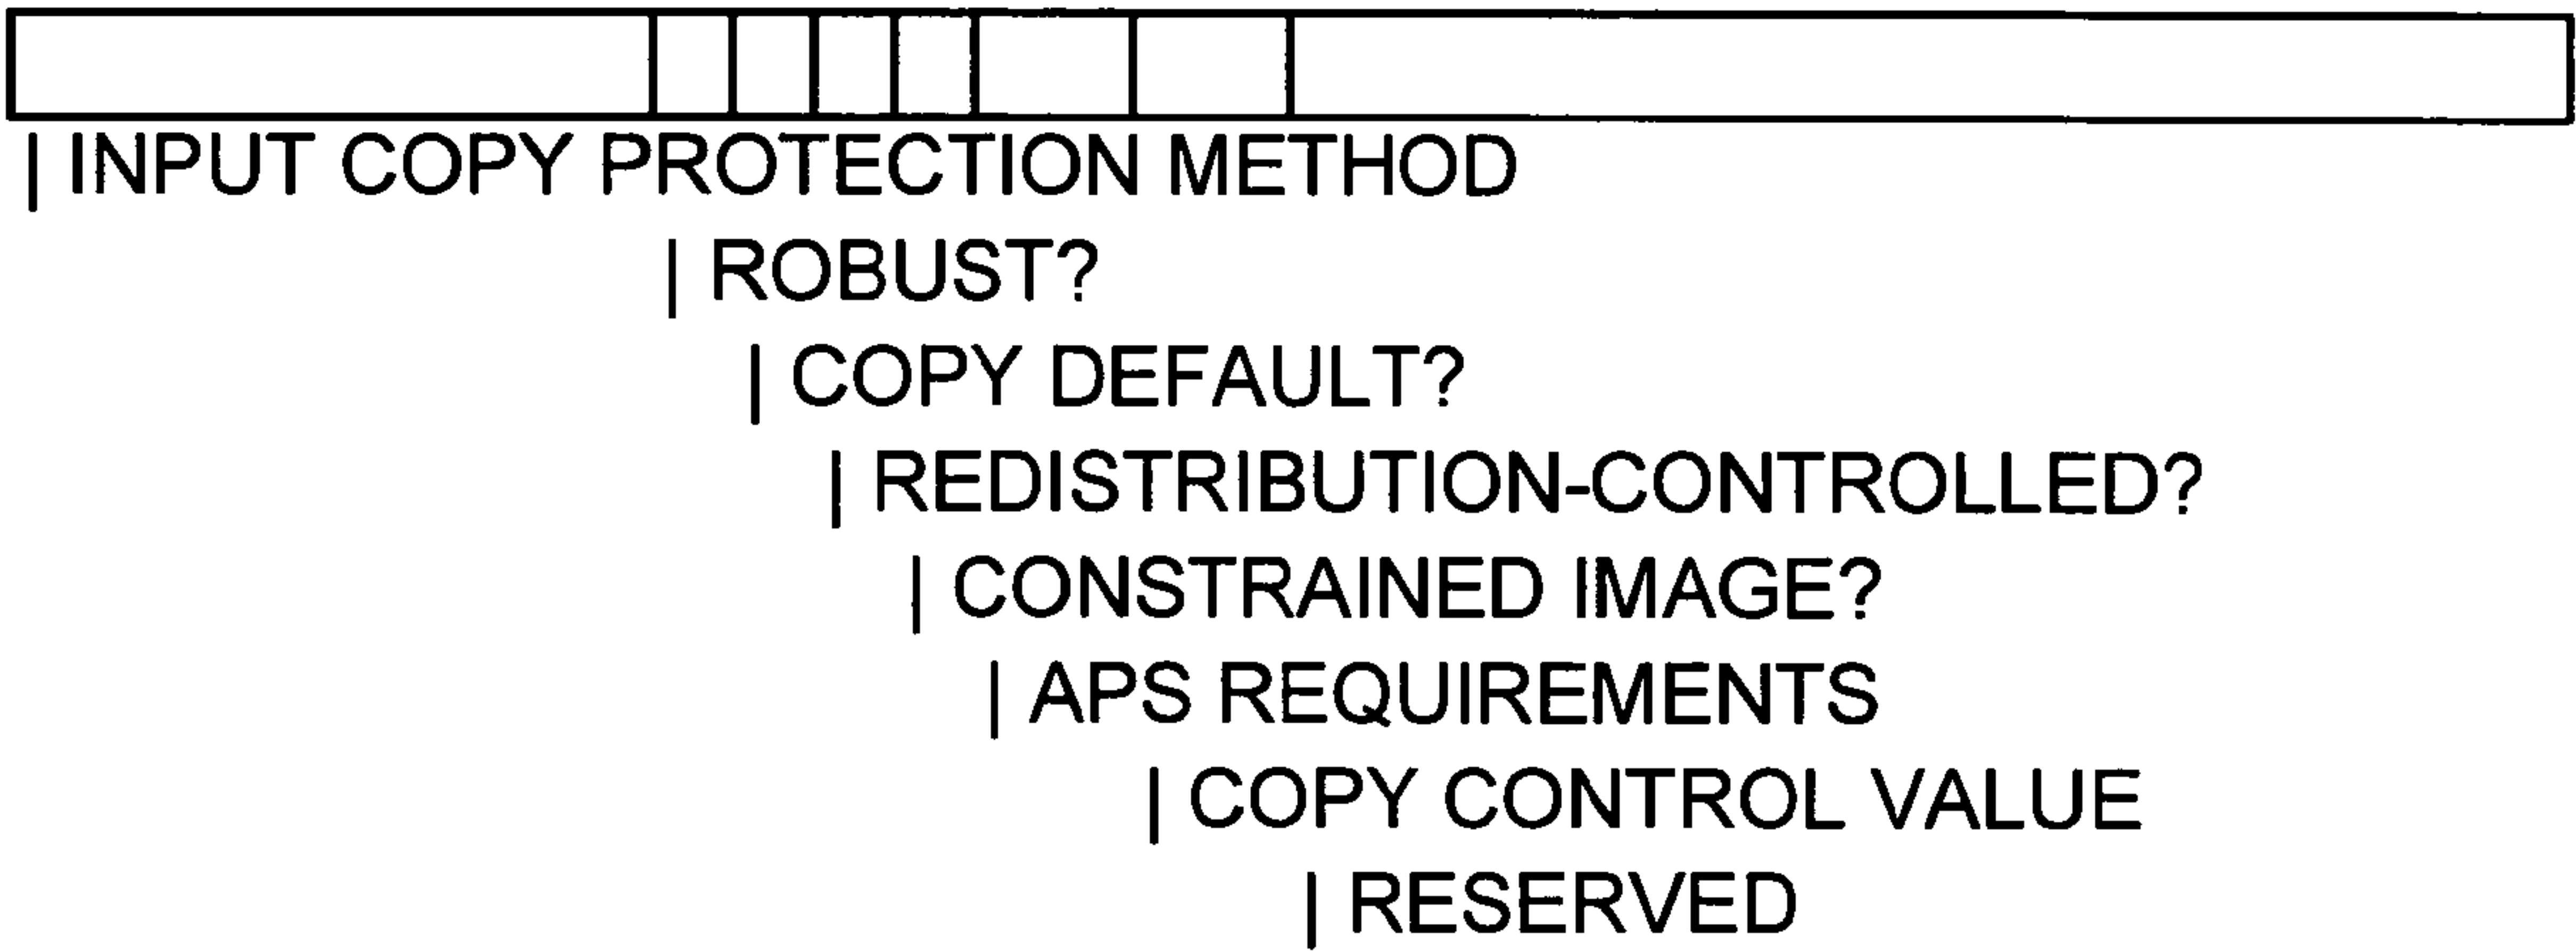 | INPUT COPY PROTECTION METHOD
| ROBUST?
| COPY DEFAULT?
| REDISTRIBUTION-CONTROLLED?
| CONSTRAINED IMAGE?
| APS REQUIREMENTS
| COPY CONTROL VALUE
| RESERVED